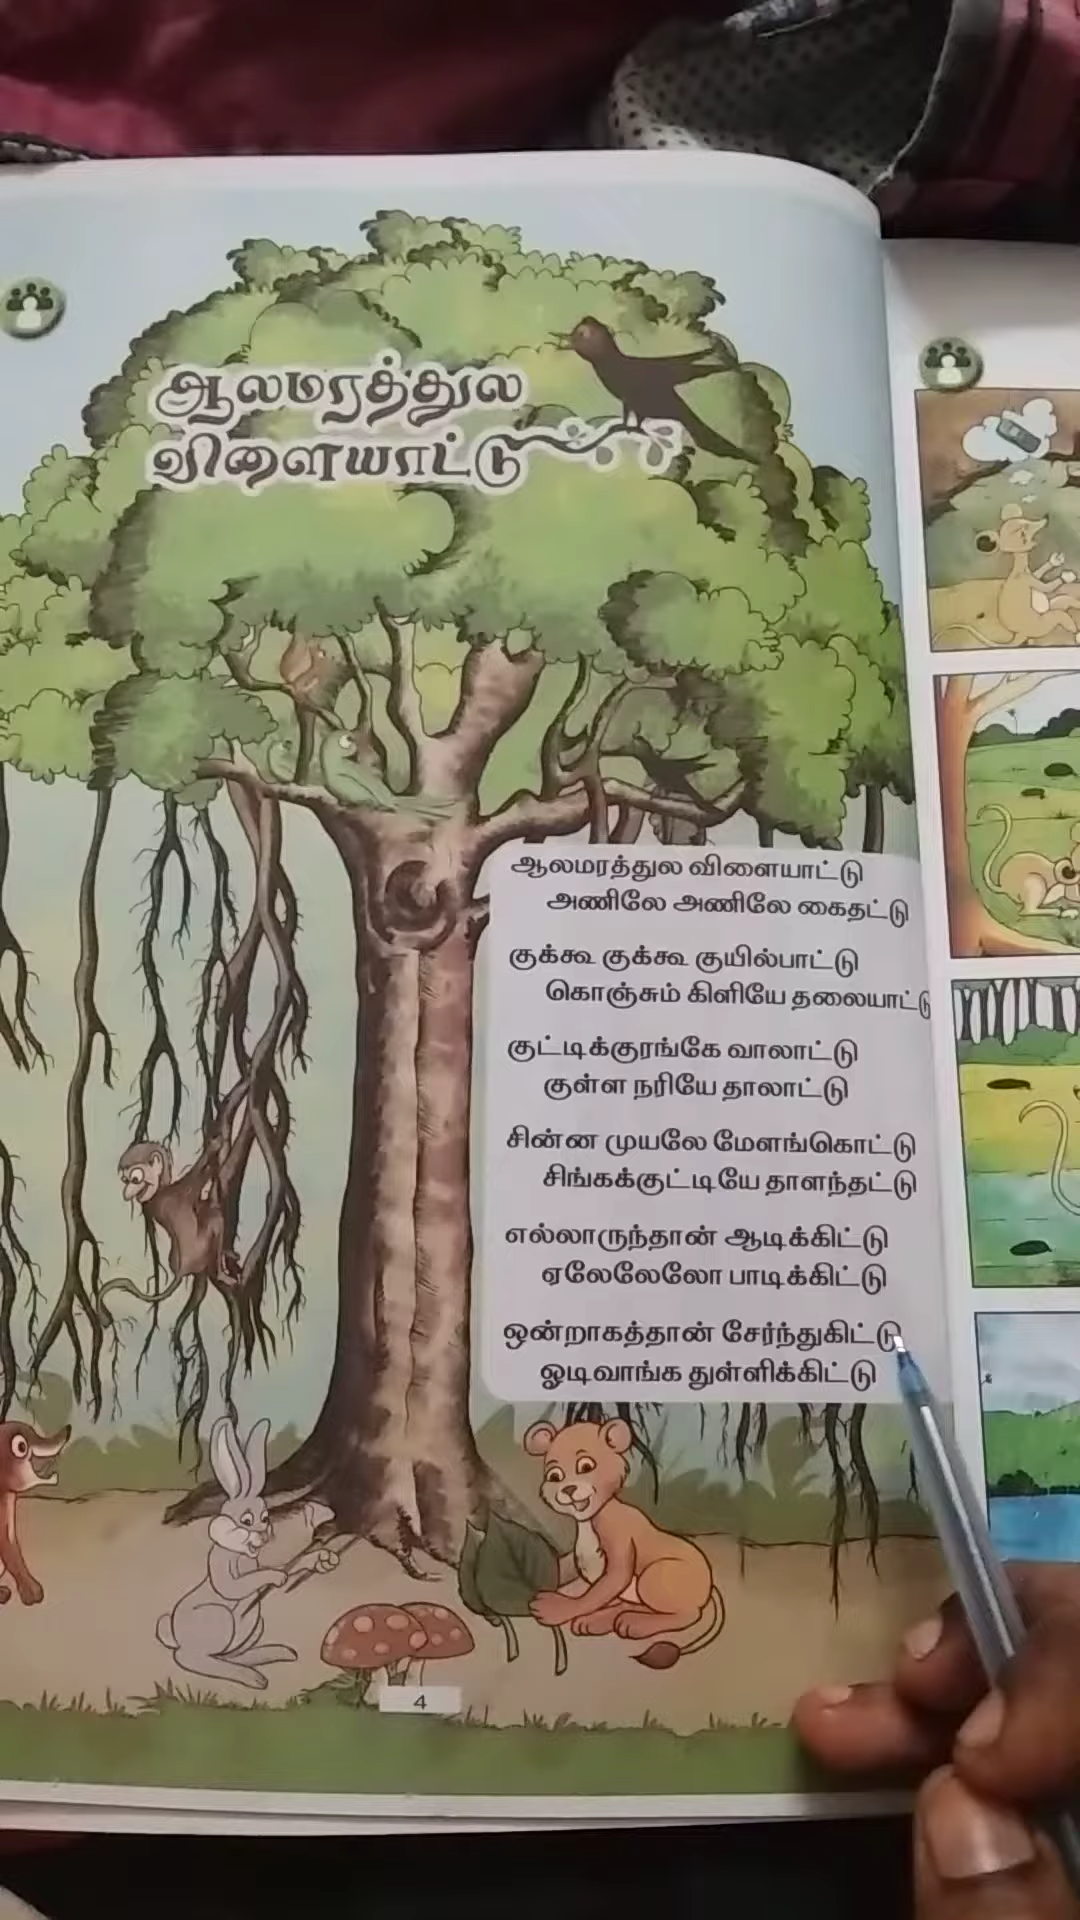 ஆலமரத்துல
விளையாட்டு
ஆலமரத்துல விளையாட்டு
அணிலே அணிலே கைதட்டு
குக்கூ குக்கூ குயில்பாட்டு
கொஞ்சும் கிளியே தலையாட்டு
குட்டிக்குரங்கே வாலாட்டு
குள்ள நரியே தாலாட்டு
சின்ன முயலே மேளங்கொட்டு
சிங்கக்குட்டியே தாளந்தட்டு
எல்லாருந்தான் ஆடிக்கிட்டு
ஏலேலேலோ பாடிக்கிட்டு
ஒன்றாகத்தான் சேர்ந்துகிட்டு
ஓடிவாங்க துள்ளிக்கிட்டு
4